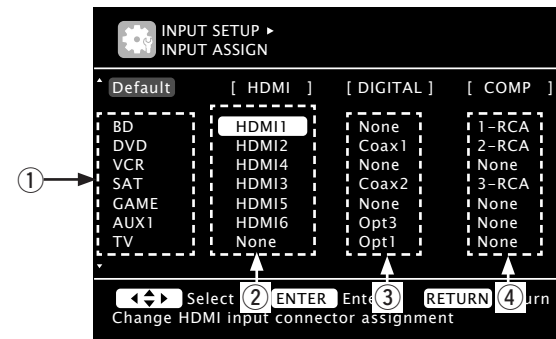 INPUT SETUP ▸
INPUT ASSIGN
Default [ HDMI ] [ DIGITAL ] [ COMP ]
BD HDMI1 None 1-RCA
DVD HDMI2 Coax1 2-RCA
VCR HDMI4 None None
① SAT HDMI3 Coax2 3-RCA
GAME HDMI5 None None
AUX1 HDMI6 Opt3 None
TV None Opt1 None
Select ② ENTER Ente ③ RETURN ④ urn
Change HDMI input connector assignment